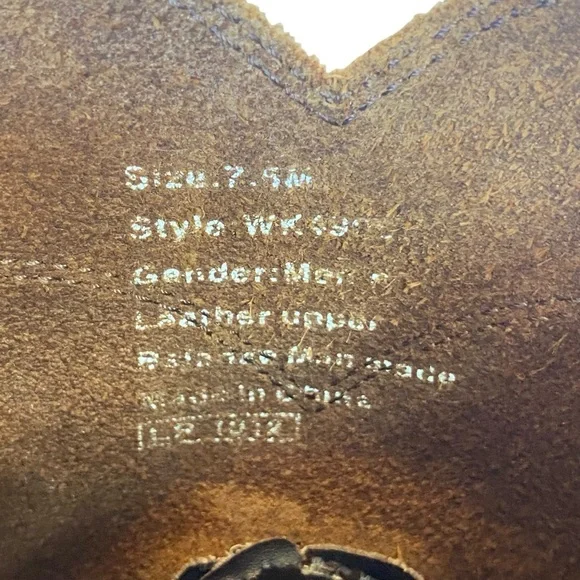 Size:7.5M
Style
Gender:Men's
Leather upper
Balance Man made
Made in China